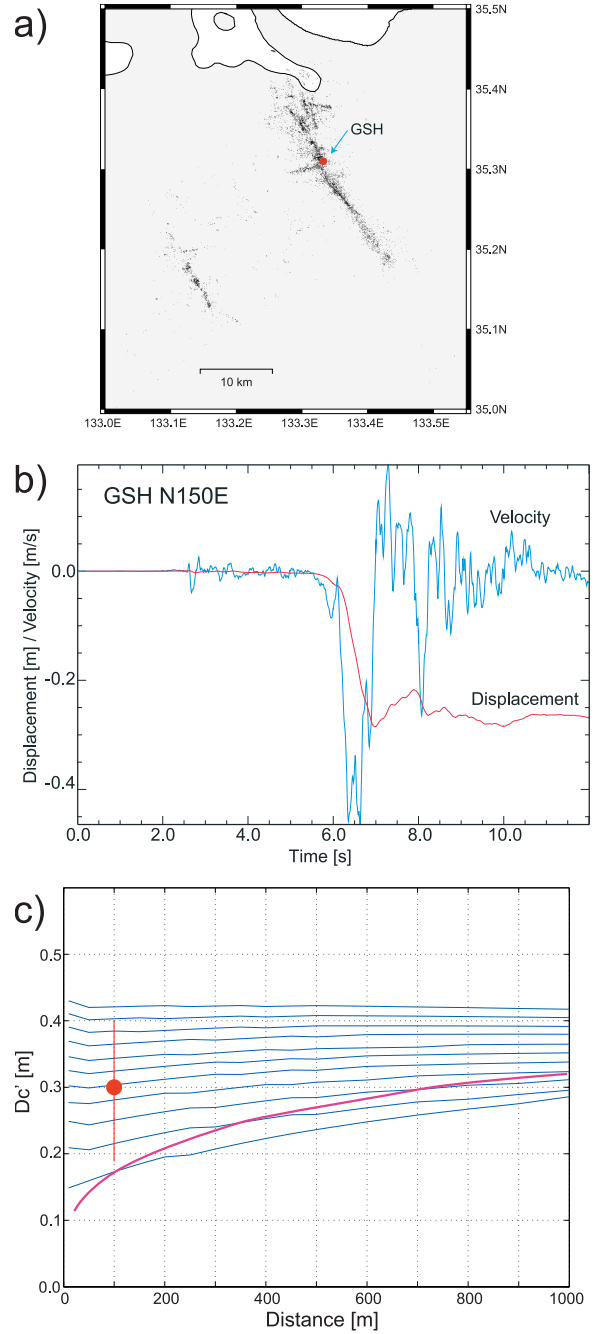 a)
35,5N
35,4N
GSH
35,3N
35,2N
35,1N
10 km
35,0N
133.0E 133.1E 133.2E 133.3E 133.4E 133.5E
b)
GSH N150E
Velocity
0.0
-0.2
Displacement
-0.4
Displacement [m] / Velocity [m/s]
0.0 2.0 4.0 6.0 8.0 10.0
Time [s]
c)
0.5
0.4
0.3
0.2
0.1
0.0
Dc' [m]
0 200 400 600 800 1000
Distance [m]